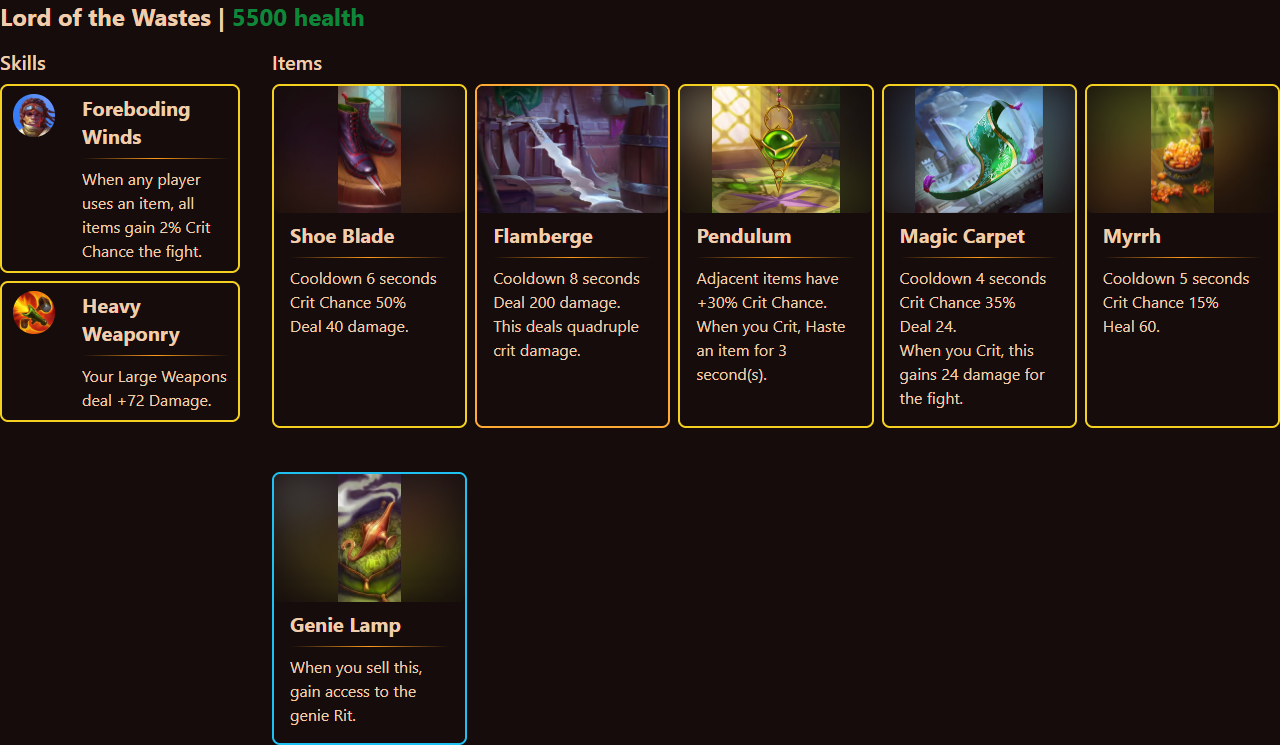 Lord of the Wastes | 5500 health
Skills
Foreboding
Winds
When any player
uses an item, all
items gain 2% Crit
Chance the fight.
Heavy
Weaponry
Your Large Weapons
deal +72 Damage.
Items
Shoe Blade
Cooldown 6 seconds
Crit Chance 50%
Deal 40 damage.
Flamberge
Cooldown 8 seconds
Deal 200 damage.
This deals quadruple
crit damage.
Pendulum
Adjacent items have
+30% Crit Chance.
When you Crit, Haste
an item for 3
second(s).
Magic Carpet
Cooldown 4 seconds
Crit Chance 35%
Deal 24.
When you Crit, this
gains 24 damage for
the fight.
Myrrh
Cooldown 5 seconds
Crit Chance 15%
Heal 60.
Genie Lamp
When you sell this,
gain access to the
genie Rit.